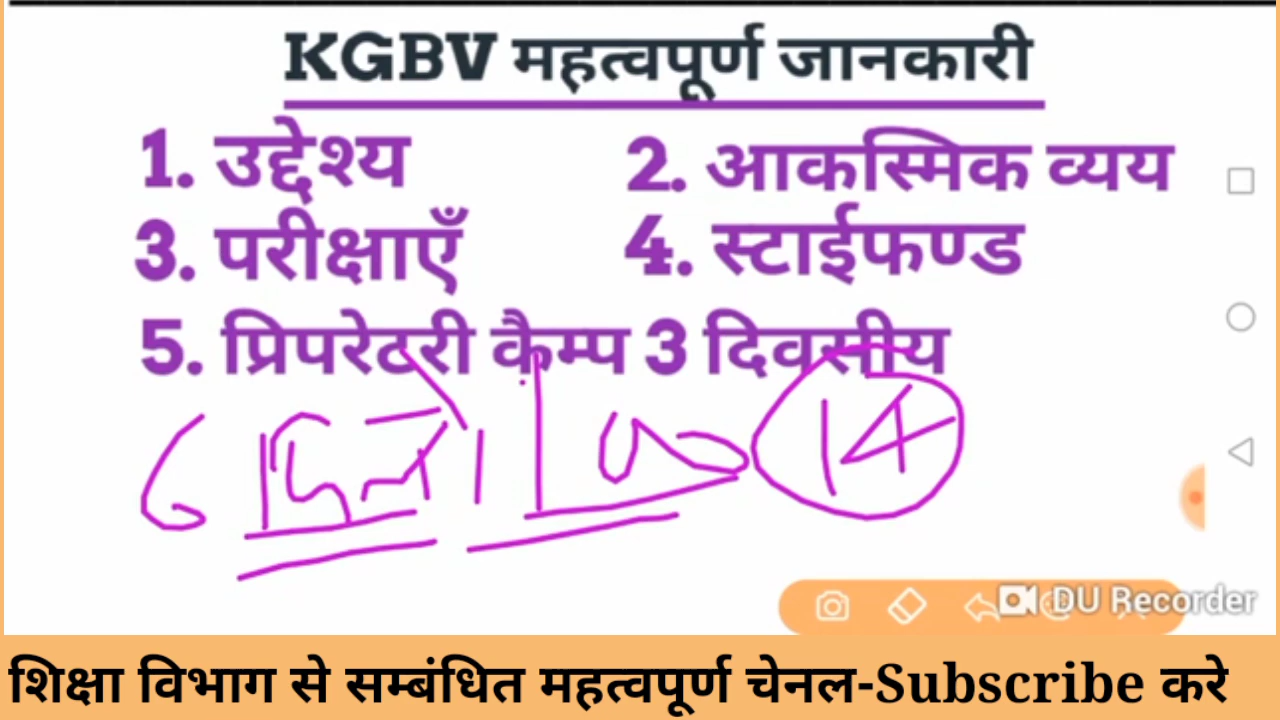 KGBV महत्वपूर्ण जानकारी
1. उद्देश्य 2. आकस्मिक व्यय
3. परीक्षाएँ 4. स्टाईफण्ड
5. प्रिपरेटरी कैम्प 3 दिवसीय
6 14
DU Recorder
शिक्षा विभाग से सम्बंधित महत्वपूर्ण चेनल-Subscribe करे